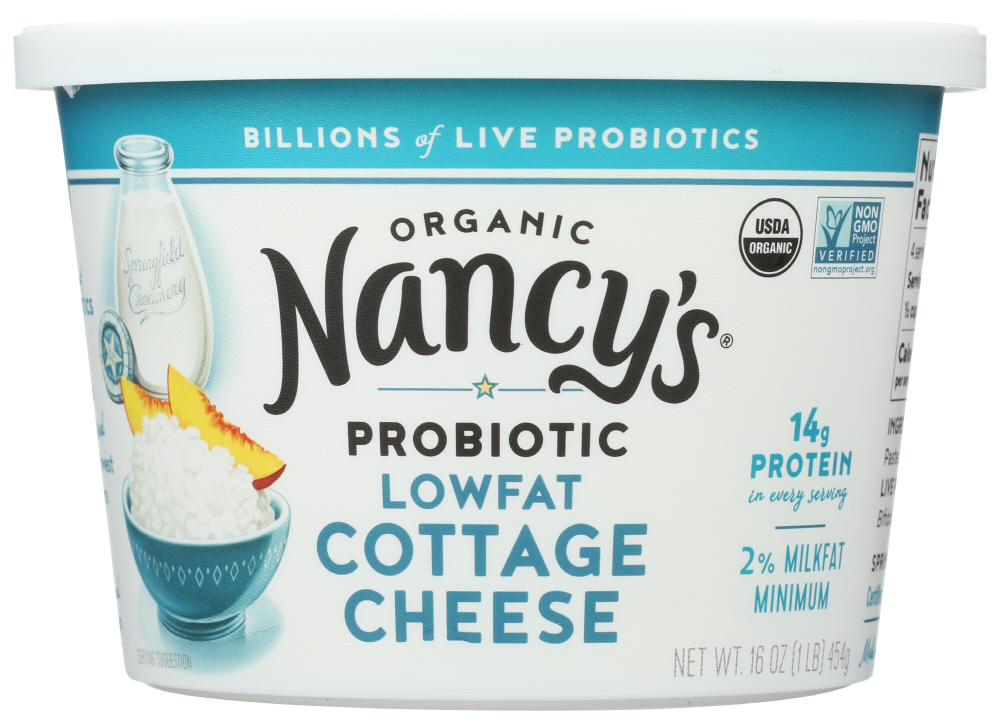 BILLIONS of LIVE PROBIOTICS
ORGANIC
Nancy's®
PROBIOTIC
LOWFAT
COTTAGE
CHEESE
Springfield
Creamery
USDA
ORGANIC
NON
GMO
Project
VERIFIED
nongmoproject.org
14g
PROTEIN
in every serving
2% MILKFAT
MINIMUM
NET WT. 16 OZ (1 LB) 454g
SERVING SUGGESTION